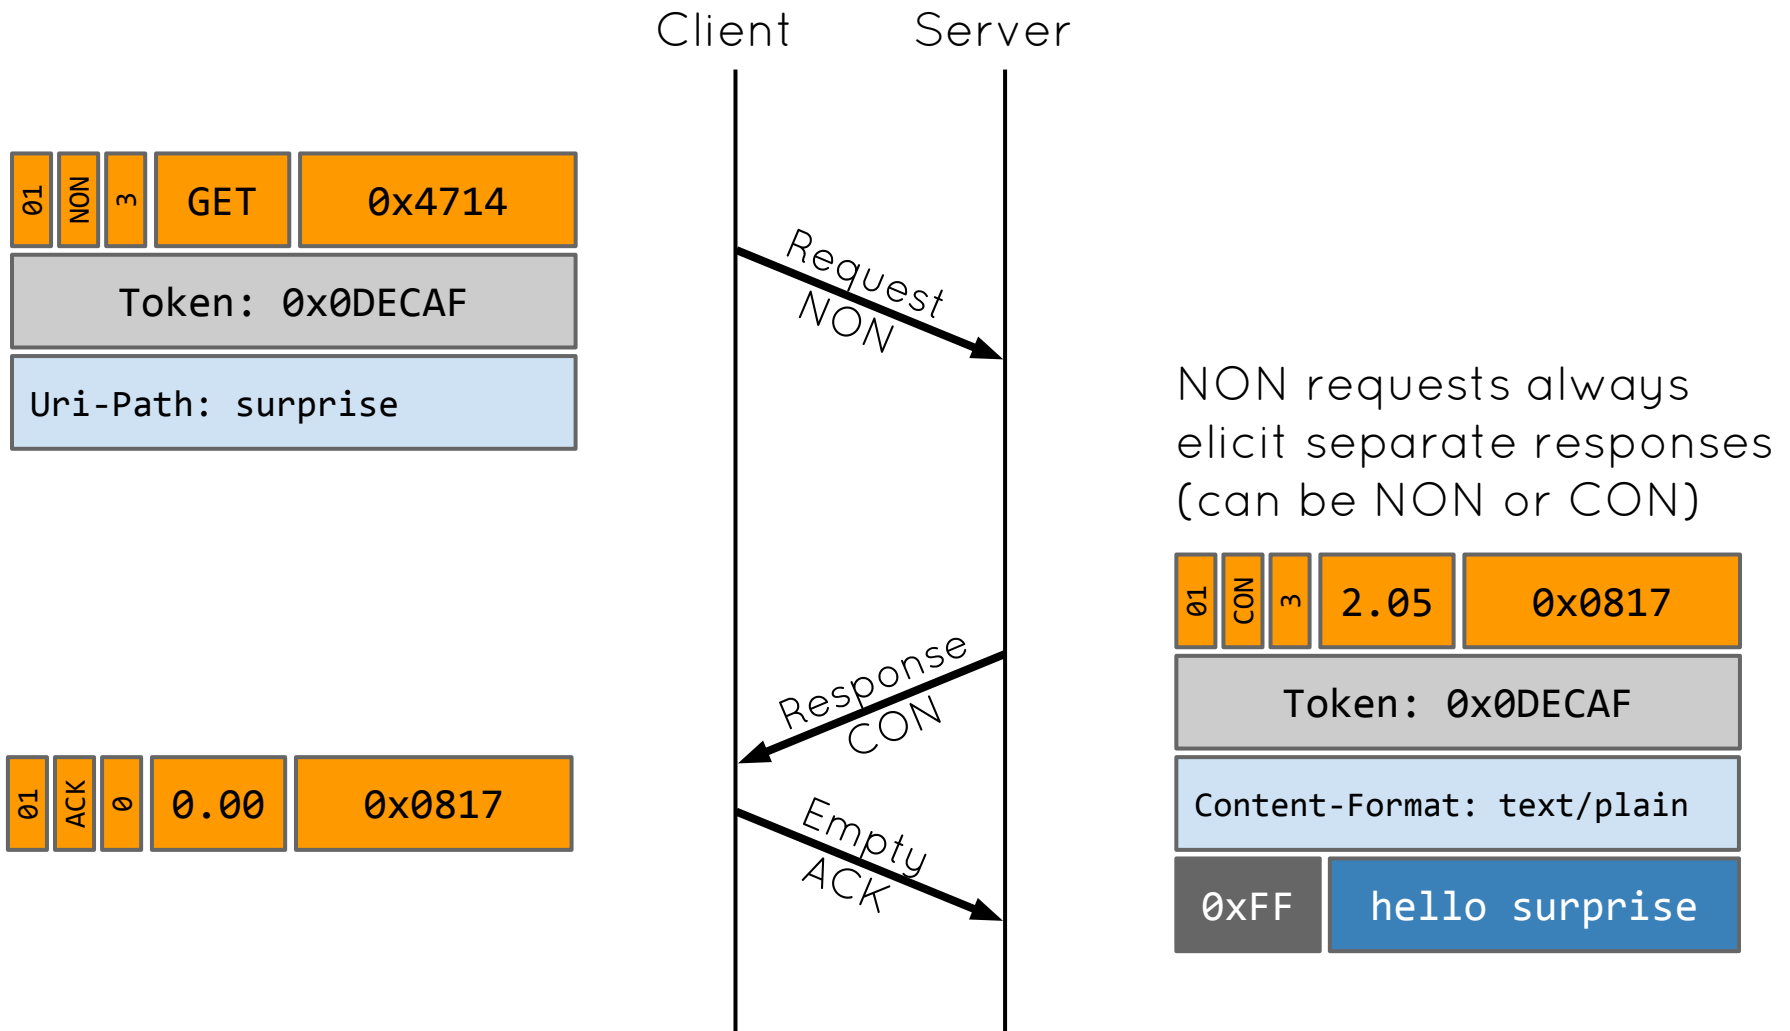 Client Server
01 NON 3 GET 0x4714
Token: 0x0DECAF
Uri-Path: surprise
Request
NON
NON requests always
elicit separate responses
(can be NON or CON)
01 CON 3 2.05 0x0817
Token: 0x0DECAF
Content-Format: text/plain
0xFF hello surprise
Response
CON
01 ACK 0 0.00 0x0817
Empty
ACK